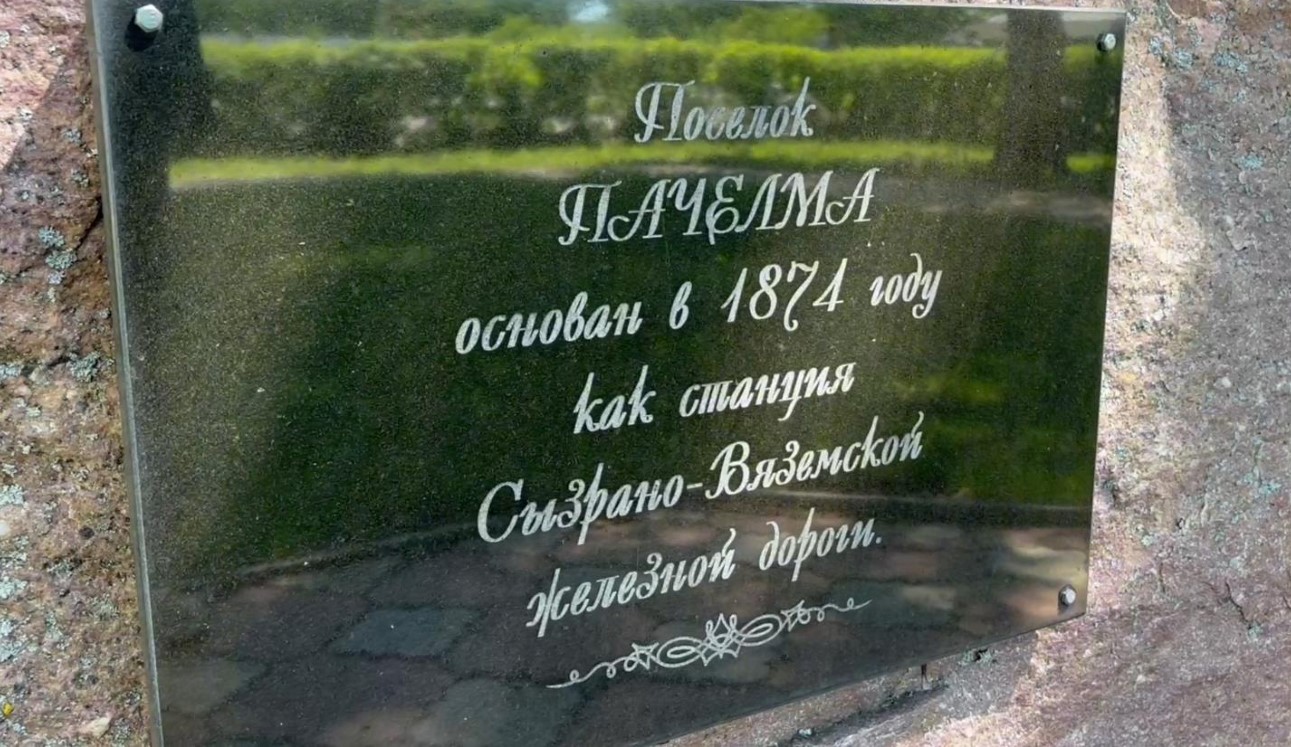 Поселок
ПАЧЕЛМА
основан в 1874 году
как станция
Сызрано-Вяземской
железной дороги.